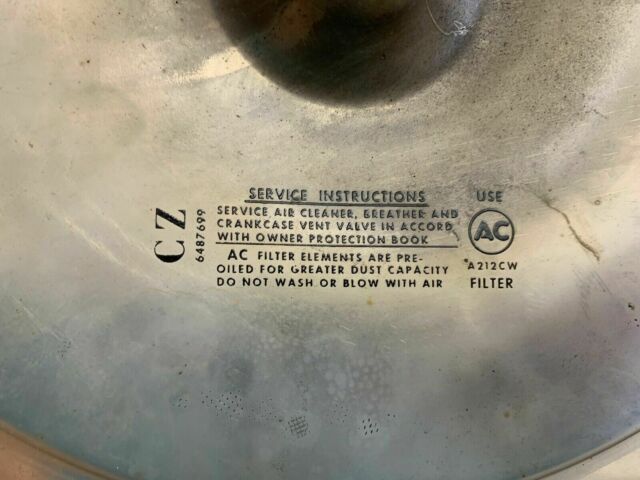 CZ
6487699
SERVICE INSTRUCTIONS
SERVICE AIR CLEANER, BREATHER AND
CRANKCASE VENT VALVE IN ACCORD
WITH OWNER PROTECTION BOOK
AC FILTER ELEMENTS ARE PRE-
OILED FOR GREATER DUST CAPACITY
DO NOT WASH OR BLOW WITH AIR
USE
AC
A212CW
FILTER